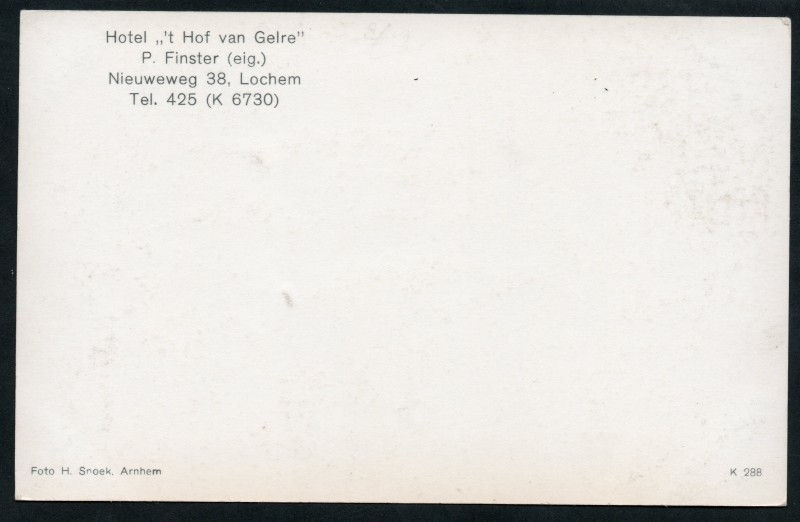 Hotel „'t Hof van Gelre”
P. Finster (eig.)
Nieuweweg 38, Lochem
Tel. 425 (K 6730)
Foto H. Snoek, Arnhem
K 288